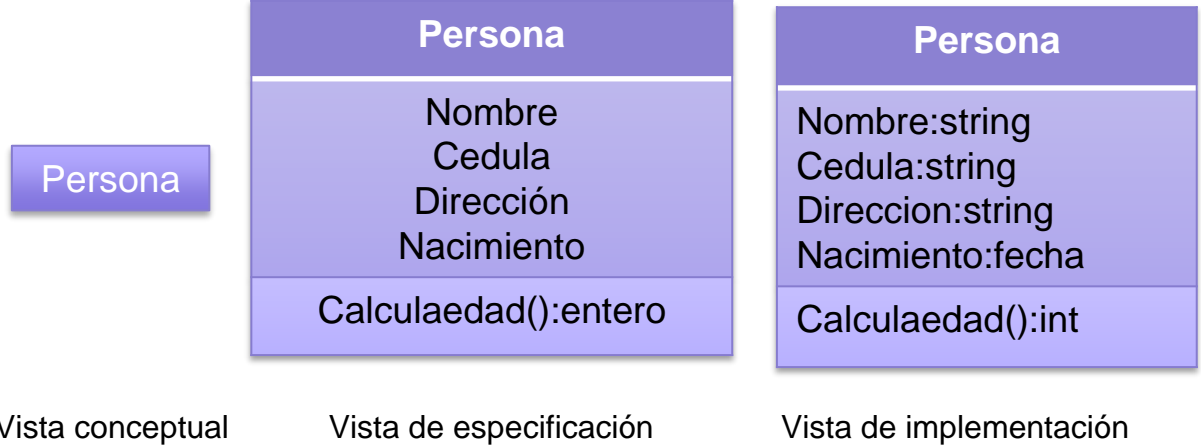 Persona
Persona
Nombre
Cedula
Dirección
Nacimiento
Calculaedad():entero
Persona
Nombre:string
Cedula:string
Direccion:string
Nacimiento:fecha
Calculaedad():int
Vista conceptual
Vista de especificación
Vista de implementación